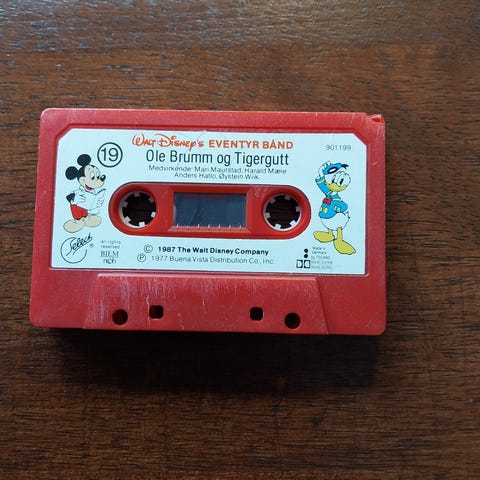 WALT DISNEY'S EVENTYR BÅND
19
901199
Ole Brumm og Tigergutt
Medvirkende: Mari Maurstad, Harald Mæle
Anders Hatlo, Øystein Wiik.
Select
all rights
reserved
BIEM
ncb
© 1987 The Walt Disney Company
Ⓟ 1977 Buena Vista Distribution Co., Inc.
Made in
Denmark